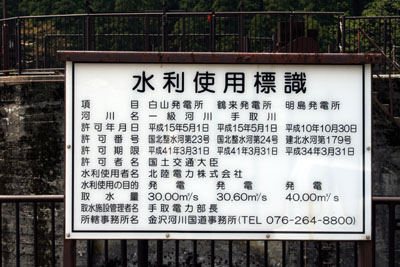 水利使用標識
項目 白山発電所 鶴来発電所 明島発電所
河川名 一級河川 手取川
許可年月日 平成15年5月1日 平成15年5月1日 平成10年10月30日
許可番号 国北整水第23号 国北整水第24号 建北水河第179号
許可期限 平成41年3月31日 平成41年3月31日 平成34年3月31日
許可者名 国土交通大臣
水利使用者名 北陸電力株式会社
水利使用の目的 発電 発電 発電
取水量 30.00m³/s 30.60m³/s 40.00m³/s
取水施設管理者名 手取電力部長
所轄事務所名 金沢河川国道事務所(TEL 076-264-8800)